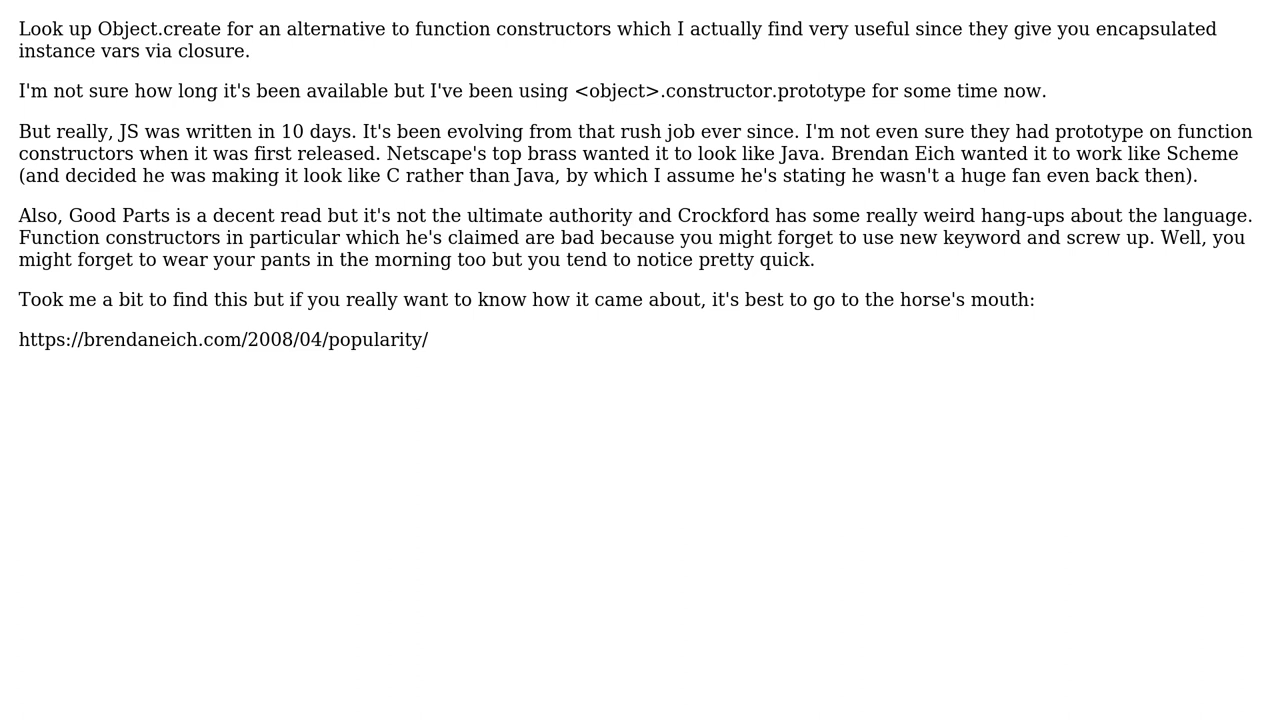 Look up Object.create for an alternative to function constructors which I actually find very useful since they give you encapsulated
instance vars via closure.
I'm not sure how long it's been available but I've been using <object>.constructor.prototype for some time now.
But really, JS was written in 10 days. It's been evolving from that rush job ever since. I'm not even sure they had prototype on function
constructors when it was first released. Netscape's top brass wanted it to look like Java. Brendan Eich wanted it to work like Scheme
(and decided he was making it look like C rather than Java, by which I assume he's stating he wasn't a huge fan even back then).
Also, Good Parts is a decent read but it's not the ultimate authority and Crockford has some really weird hang-ups about the language.
Function constructors in particular which he's claimed are bad because you might forget to use new keyword and screw up. Well, you
might forget to wear your pants in the morning too but you tend to notice pretty quick.
Took me a bit to find this but if you really want to know how it came about, it's best to go to the horse's mouth:
https://brendaneich.com/2008/04/popularity/